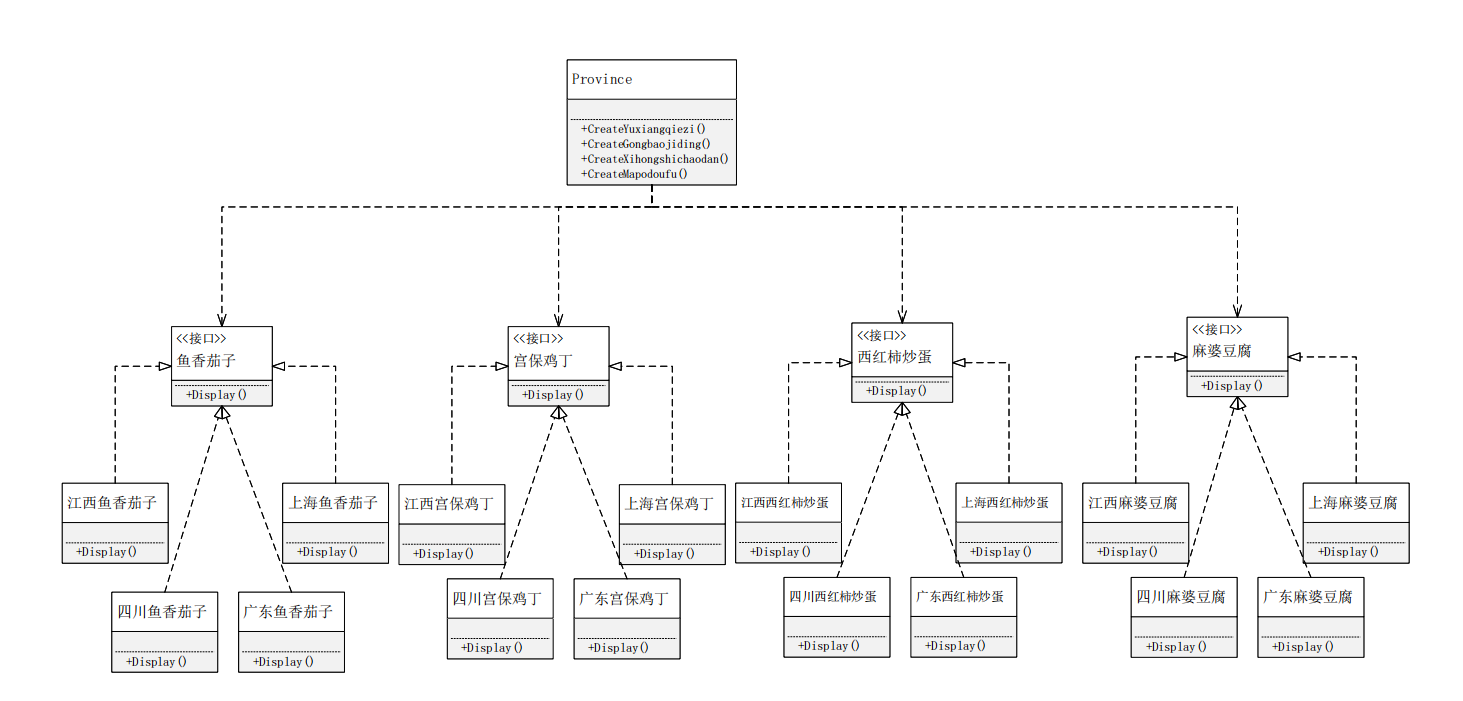 Province
+CreateYuxiangqiezi()
+CreateGongbaojiding()
+CreateXihongshichaodan()
+CreateMapodoufu()
<<接口>>
鱼香茄子
+Display()
<<接口>>
宫保鸡丁
+Display()
<<接口>>
西红柿炒蛋
+Display()
<<接口>>
麻婆豆腐
+Display()
江西鱼香茄子
+Display()
上海鱼香茄子
+Display()
江西宫保鸡丁
+Display()
上海宫保鸡丁
+Display()
江西西红柿炒蛋
+Display()
上海西红柿炒蛋
+Display()
江西麻婆豆腐
+Display()
上海麻婆豆腐
+Display()
四川鱼香茄子
+Display()
广东鱼香茄子
+Display()
四川宫保鸡丁
+Display()
广东宫保鸡丁
+Display()
四川西红柿炒蛋
+Display()
广东西红柿炒蛋
+Display()
四川麻婆豆腐
+Display()
广东麻婆豆腐
+Display()